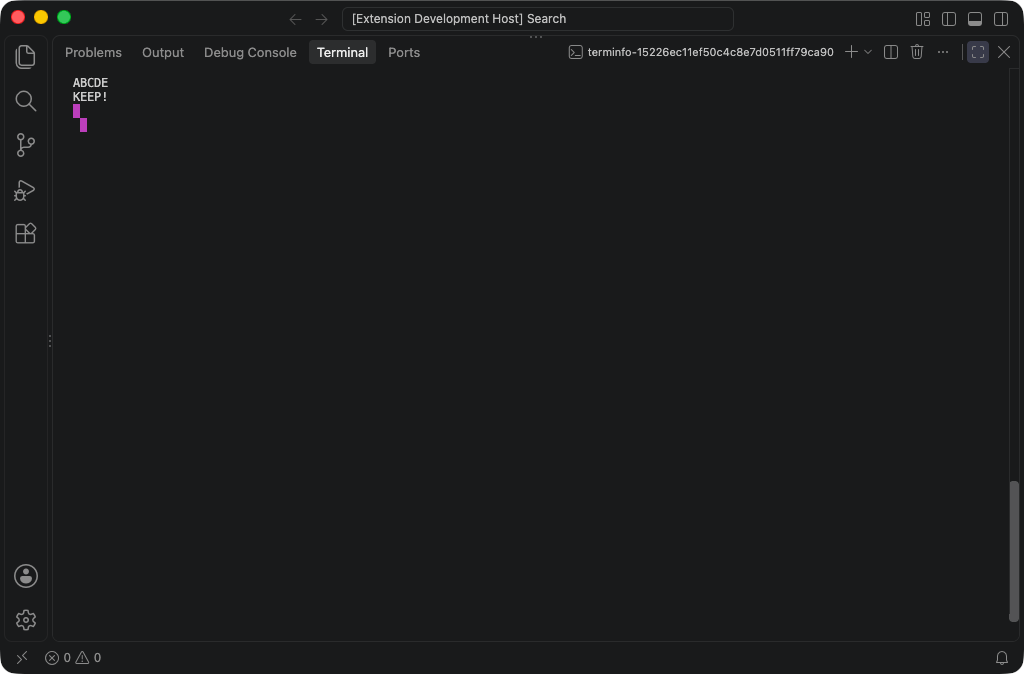 [Extension Development Host] Search
Problems Output Debug Console Terminal Ports terminfo-15226ec11ef50c4c8e7d0511ff79ca90
ABCDE
KEEP!
0 0